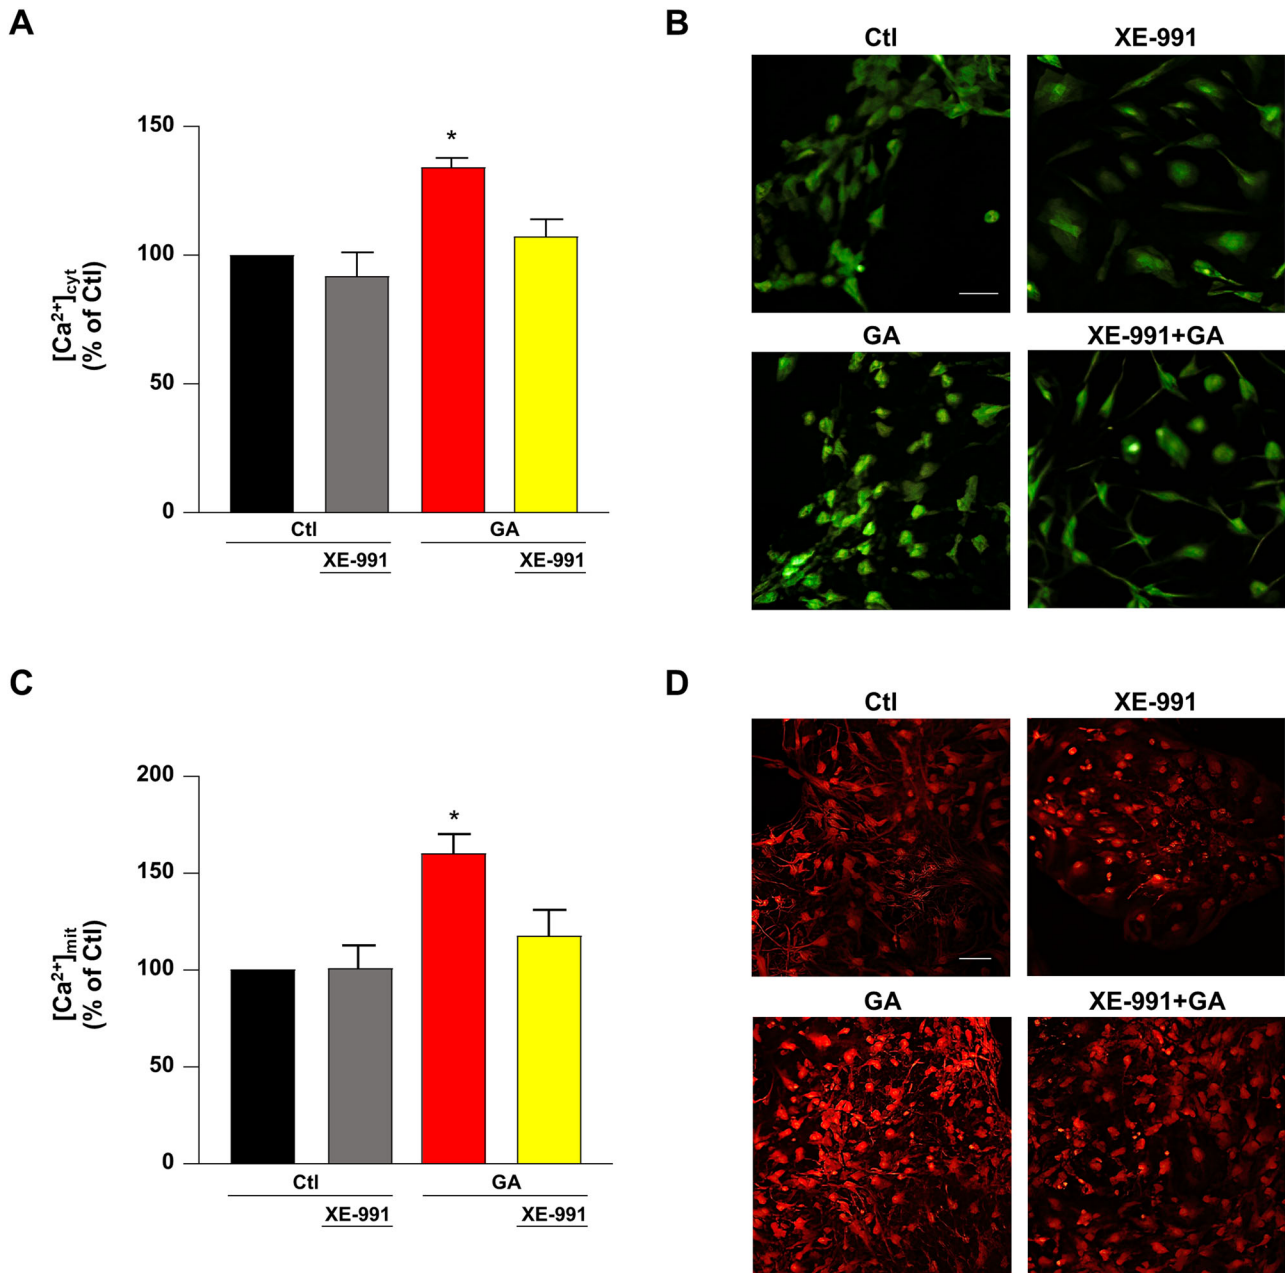 A
150
100
50
0
[Ca²⁺]cyt
(% of Ctl)
*
Ctl
GA
XE-991
XE-991
B
Ctl
XE-991
GA
XE-991+GA
C
200
150
100
50
0
[Ca²⁺]mit
(% of Ctl)
*
Ctl
GA
XE-991
XE-991
D
Ctl
XE-991
GA
XE-991+GA